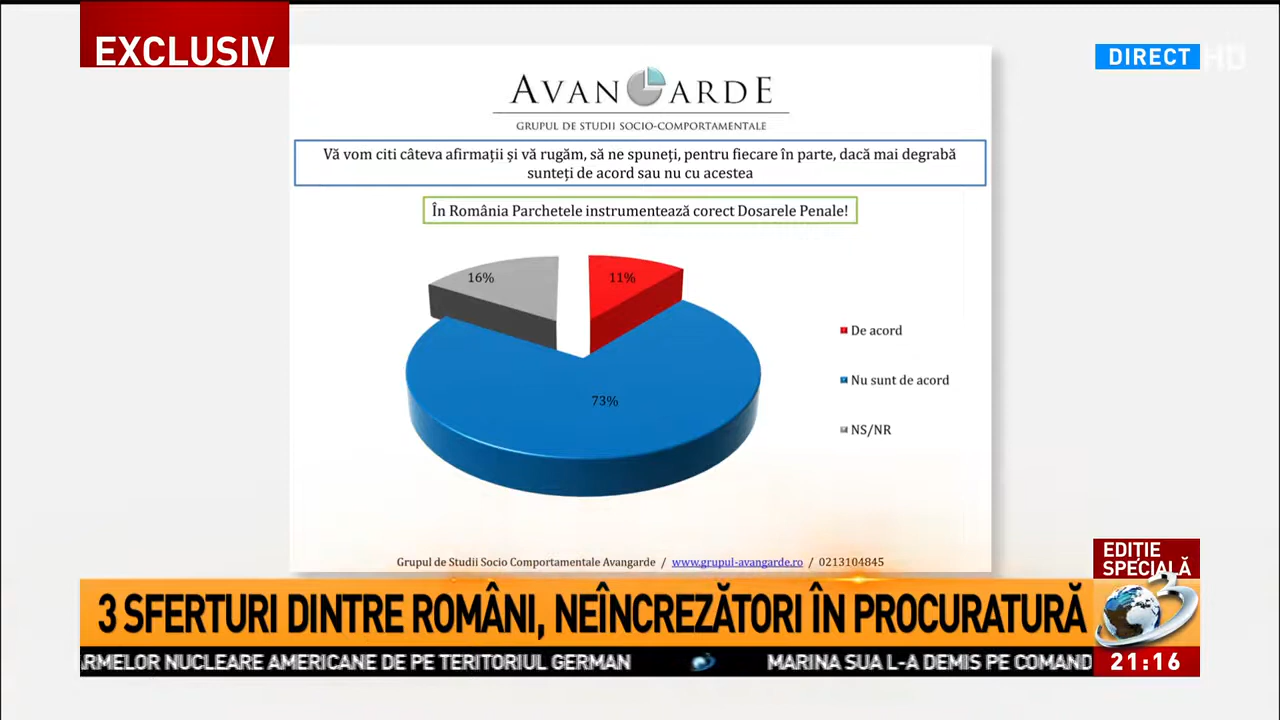 EXCLUSIV
DIRECT HD
AVANGARDE
GRUPUL DE STUDII SOCIO-COMPORTAMENTALE
Vă vom citi câteva afirmații și vă rugăm, să ne spuneți, pentru fiecare în parte, dacă mai degrabă
sunteți de acord sau nu cu acestea
În România Parchetele instrumentează corect Dosarele Penale!
16%
11%
73%
De acord
Nu sunt de acord
NS/NR
Grupul de Studii Socio Comportamentale Avangarde / www.grupul-avangarde.ro / 0213104845
EDIȚIE
SPECIALĂ
3 SFERTURI DINTRE ROMÂNI, NEÎNCREZĂTORI ÎN PROCURATURĂ
ARMELOR NUCLEARE AMERICANE DE PE TERITORIUL GERMAN
MARINA SUA L-A DEMIS PE COMAND
21:16